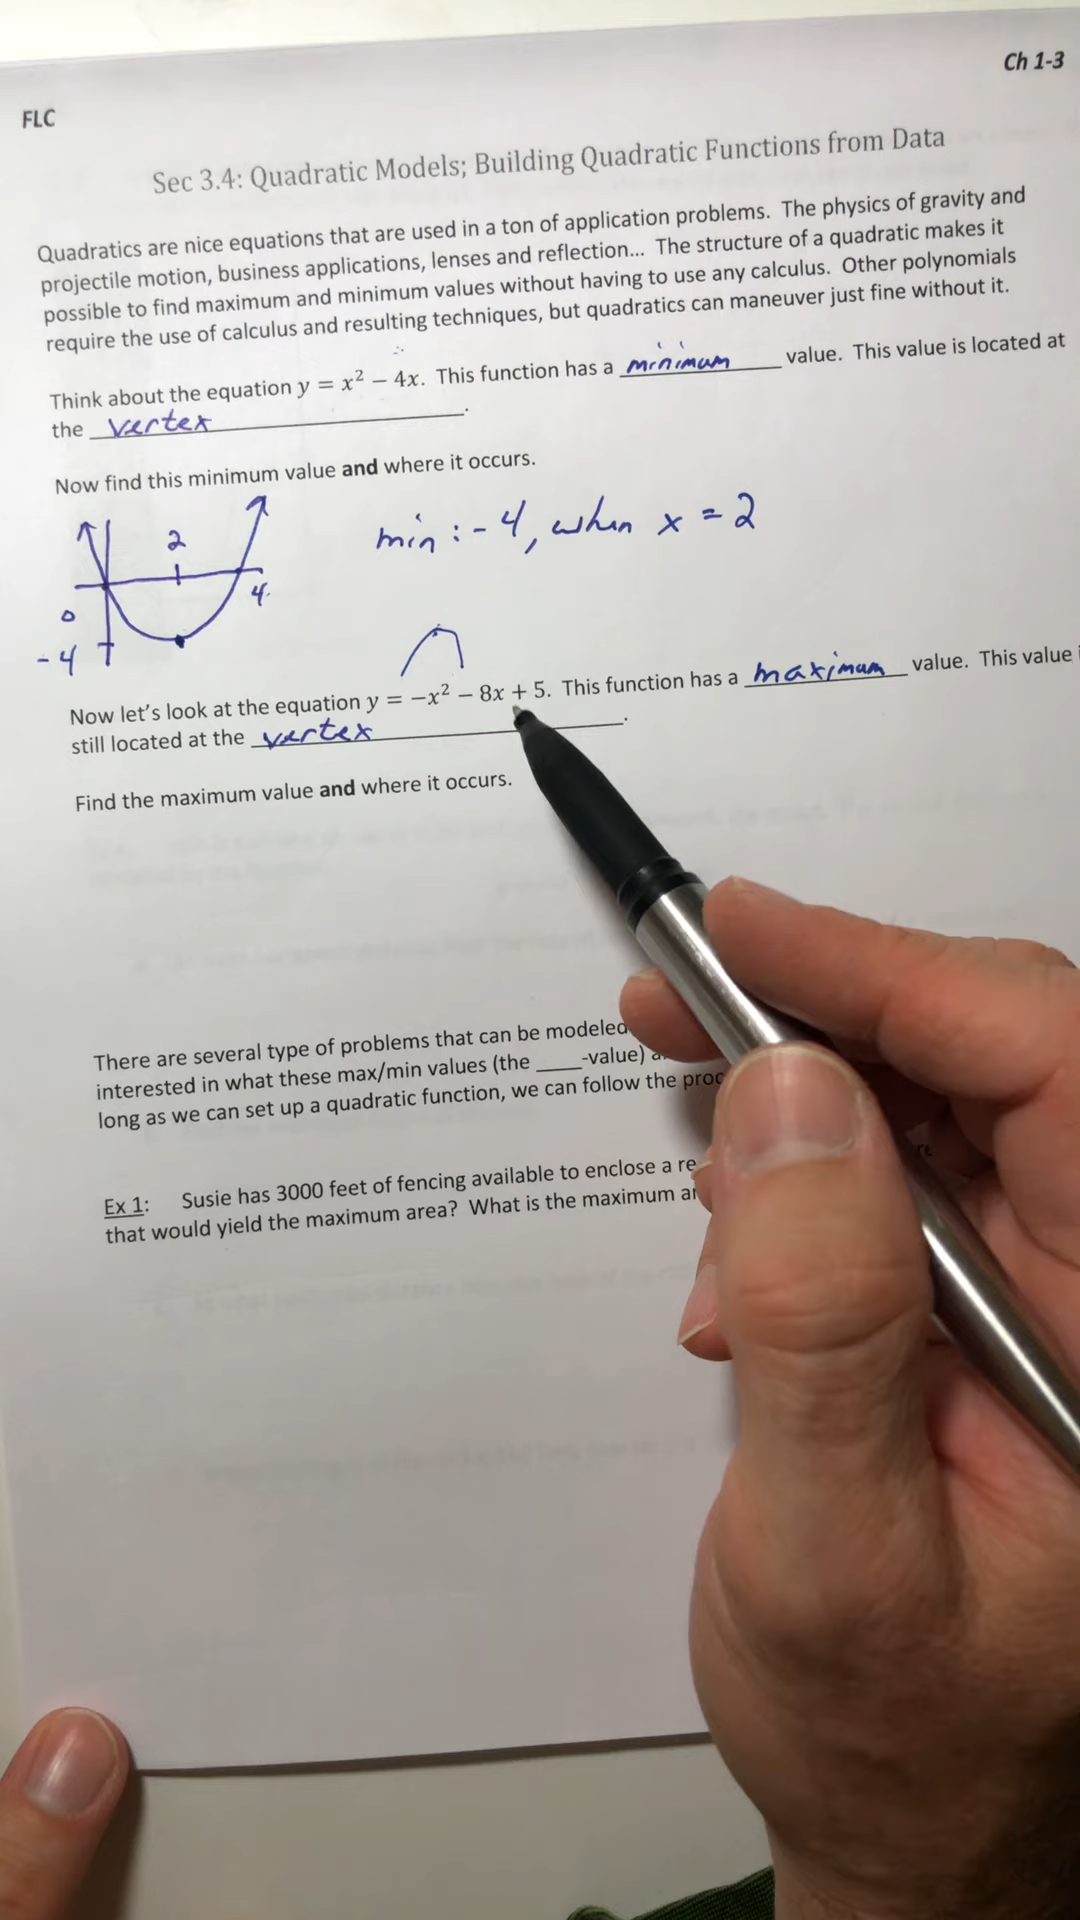 Ch 1-3
FLC
Sec 3.4: Quadratic Models; Building Quadratic Functions from Data
Quadratics are nice equations that are used in a ton of application problems. The physics of gravity and
projectile motion, business applications, lenses and reflection... The structure of a quadratic makes it
possible to find maximum and minimum values without having to use any calculus. Other polynomials
require the use of calculus and resulting techniques, but quadratics can maneuver just fine without it.
Think about the equation y = x² − 4x. This function has a minimum value. This value is located at
the vertex.
Now find this minimum value and where it occurs.
min : -4, when x = 2
2
4
0
-4
Now let's look at the equation y = −x² − 8x + 5. This function has a maximum value. This value
still located at the vertex.
Find the maximum value and where it occurs.
There are several type of problems that can be modeled
interested in what these max/min values (the ____-value)
long as we can set up a quadratic function, we can follow the
Ex 1: Susie has 3000 feet of fencing available to enclose a
that would yield the maximum area? What is the maximum